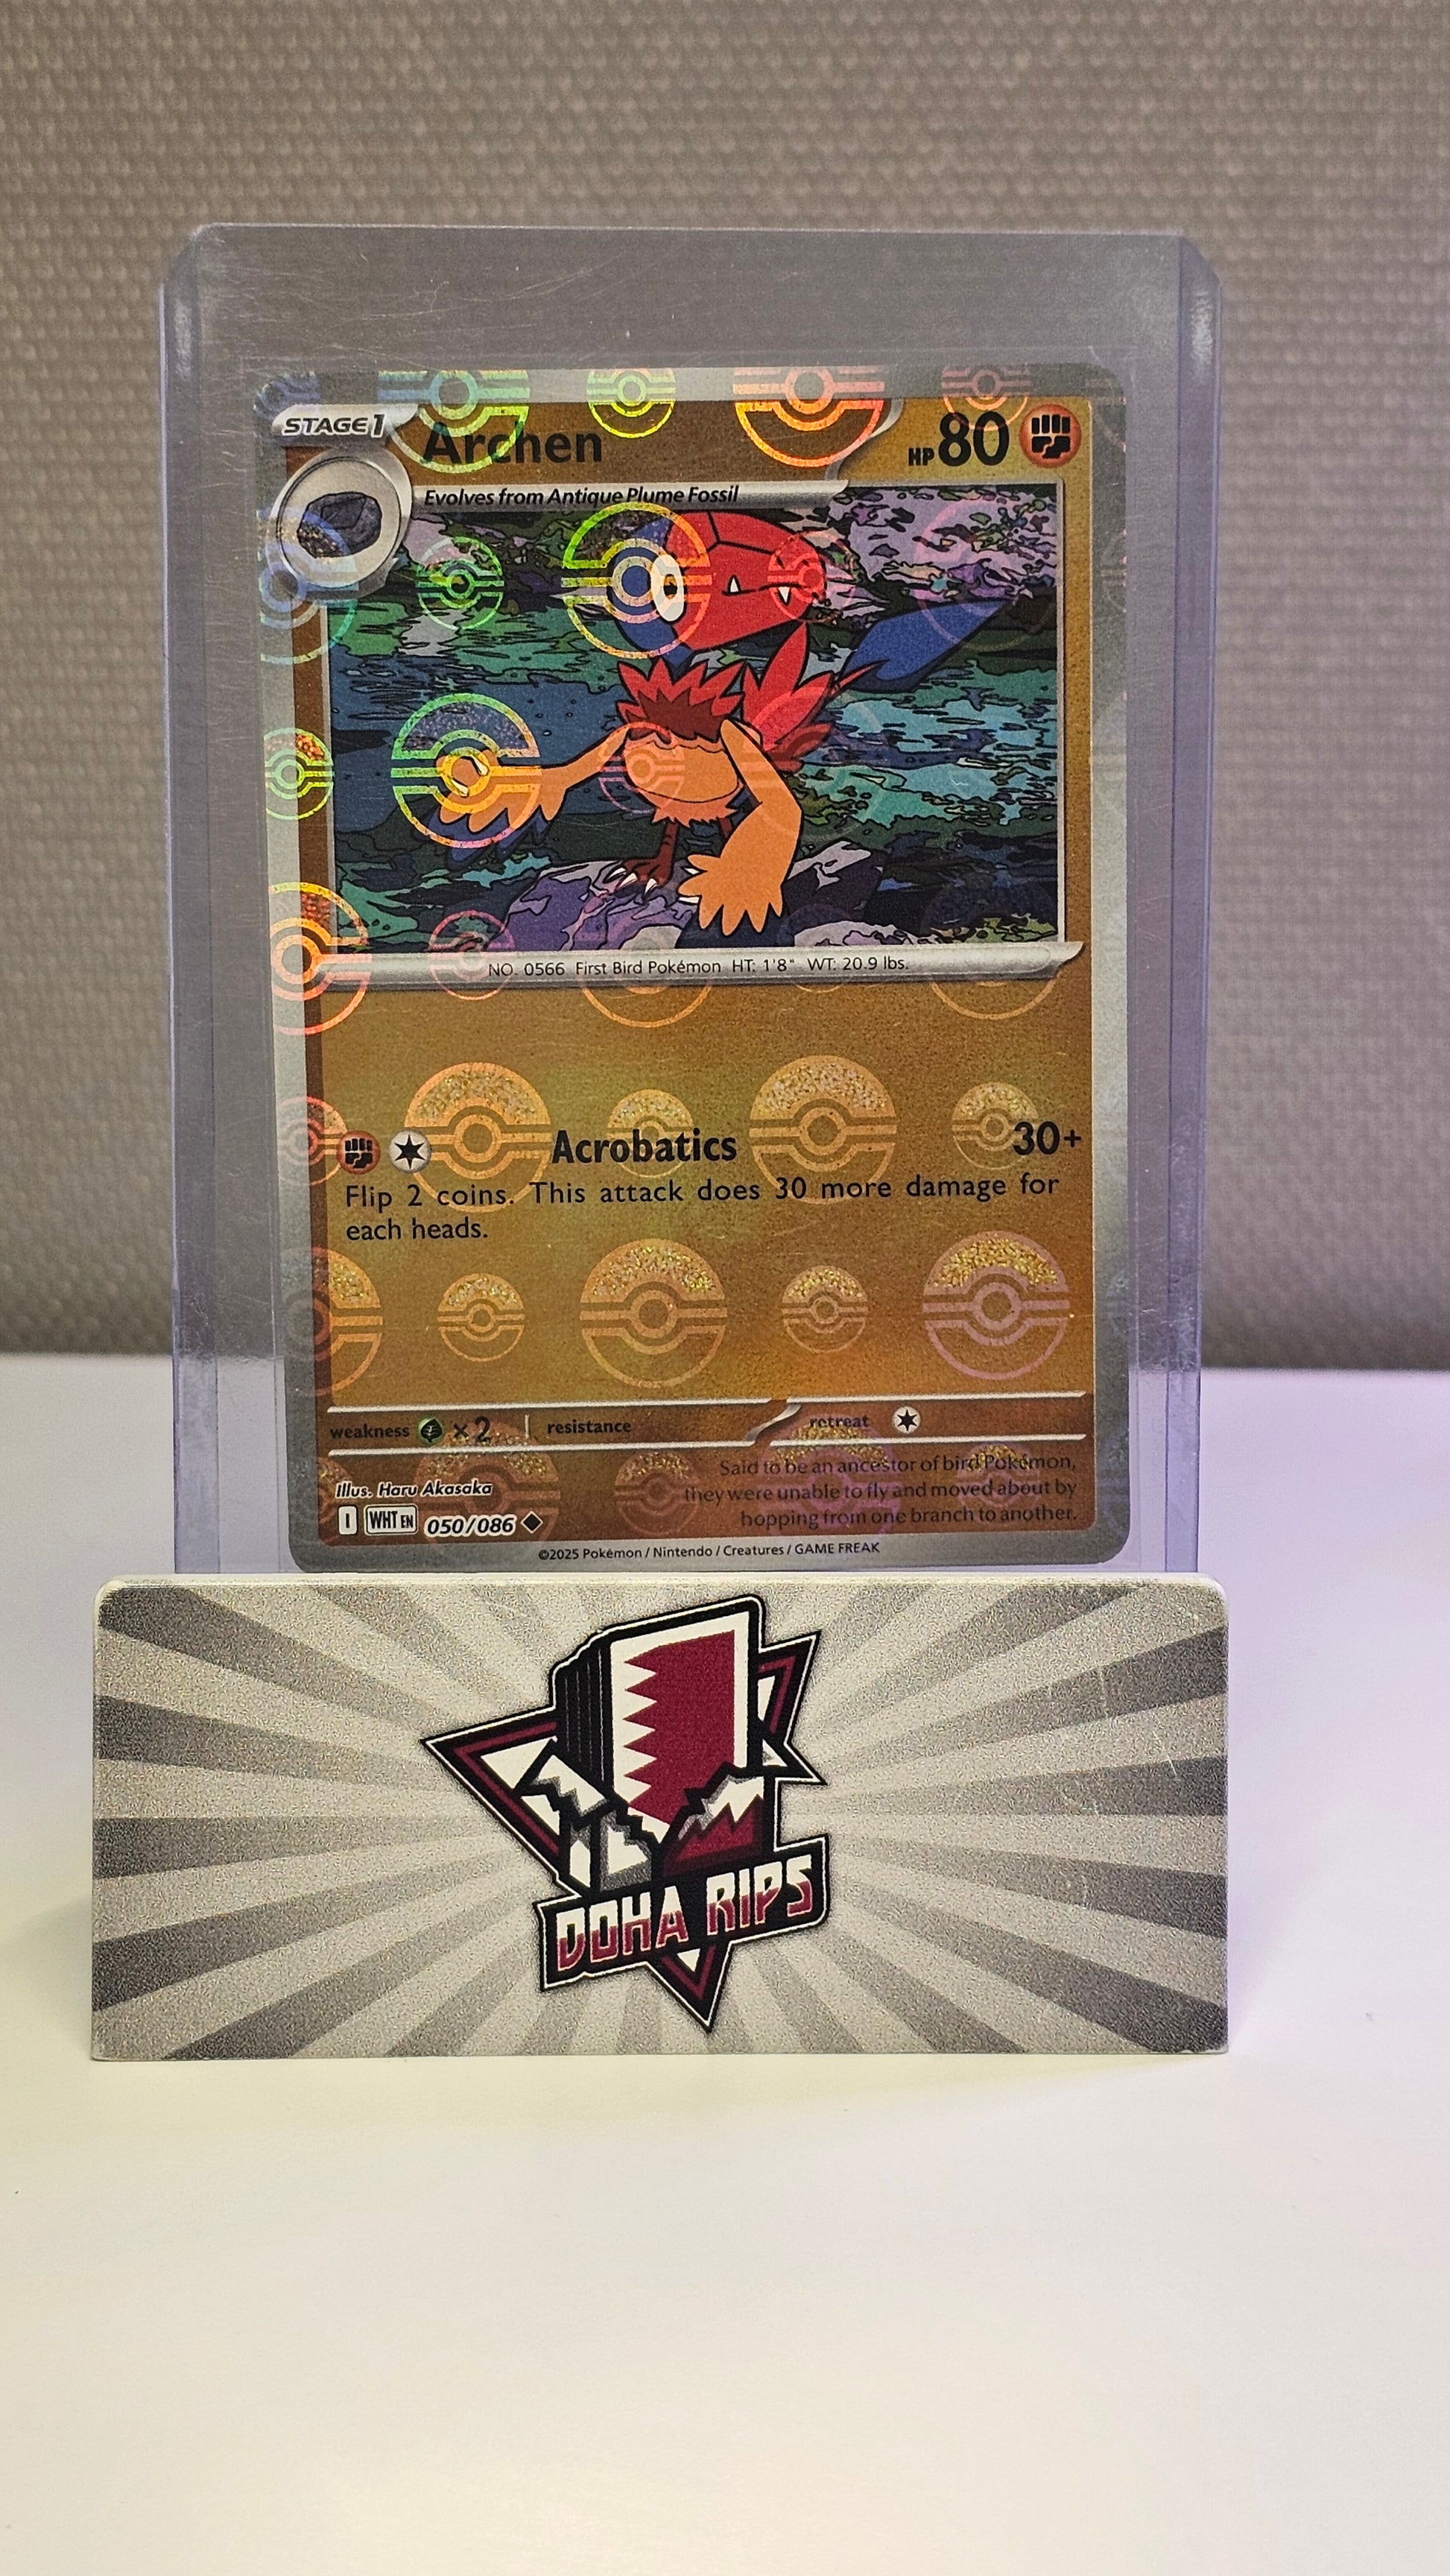 STAGE 1
Archen
HP 80
Evolves from Antique Plume Fossil
NO. 0566 First Bird Pokémon HT: 1'8" WT: 20.9 lbs.
Acrobatics 30+
Flip 2 coins. This attack does 30 more damage for
each heads.
weakness ×2 resistance retreat
Said to be an ancestor of bird Pokémon,
they were unable to fly and moved about by
hopping from one branch to another.
Illus. Haru Akasaka
I WHT EN 050/086
©2025 Pokémon / Nintendo / Creatures / GAME FREAK
DOHA RIPS